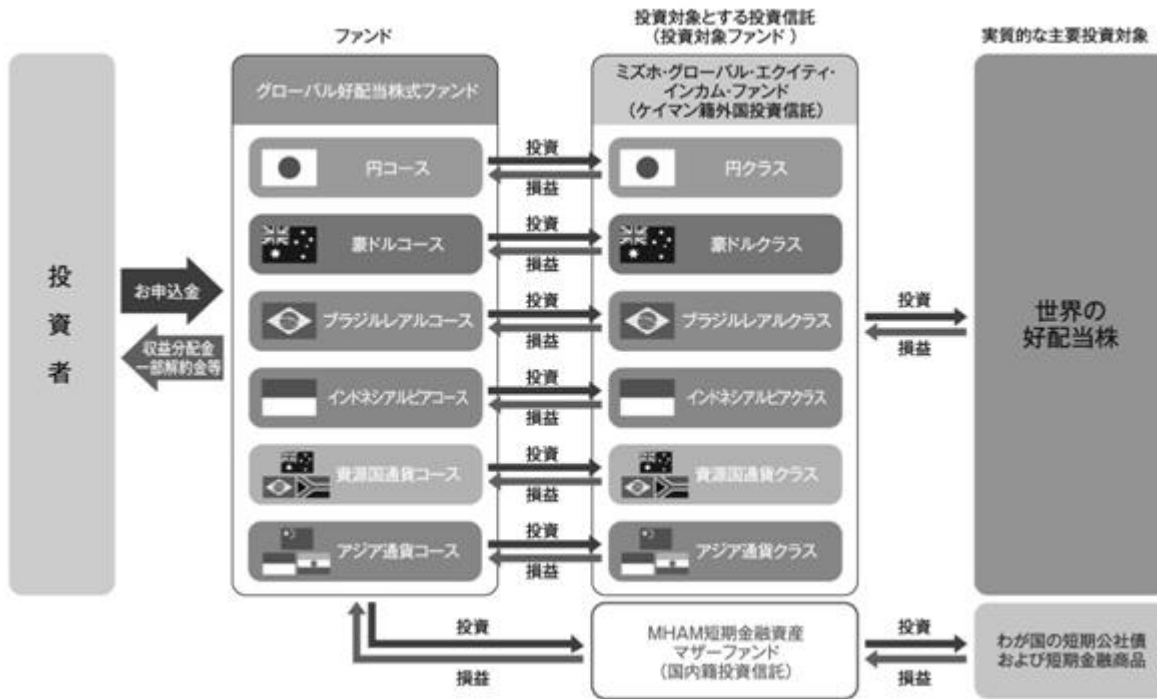 ファンド
投資対象とする投資信託
(投資対象ファンド)
実質的な主要投資対象
投資者
お申込金
収益分配金
一部解約金等
グローバル好配当株式ファンド
ミズホ・グローバル・エクイティ・
インカム・ファンド
(ケイマン籍外国投資信託)
円コース
投資
損益
円クラス
豪ドルコース
投資
損益
豪ドルクラス
ブラジルレアルコース
投資
損益
ブラジルレアルクラス
インドネシアルピアコース
投資
損益
インドネシアルピアクラス
資源国通貨コース
投資
損益
資源国通貨クラス
アジア通貨コース
投資
損益
アジア通貨クラス
投資
損益
世界の
好配当株
投資
損益
MHAM短期金融資産
マザーファンド
(国内籍投資信託)
投資
損益
わが国の短期公社債
および短期金融商品